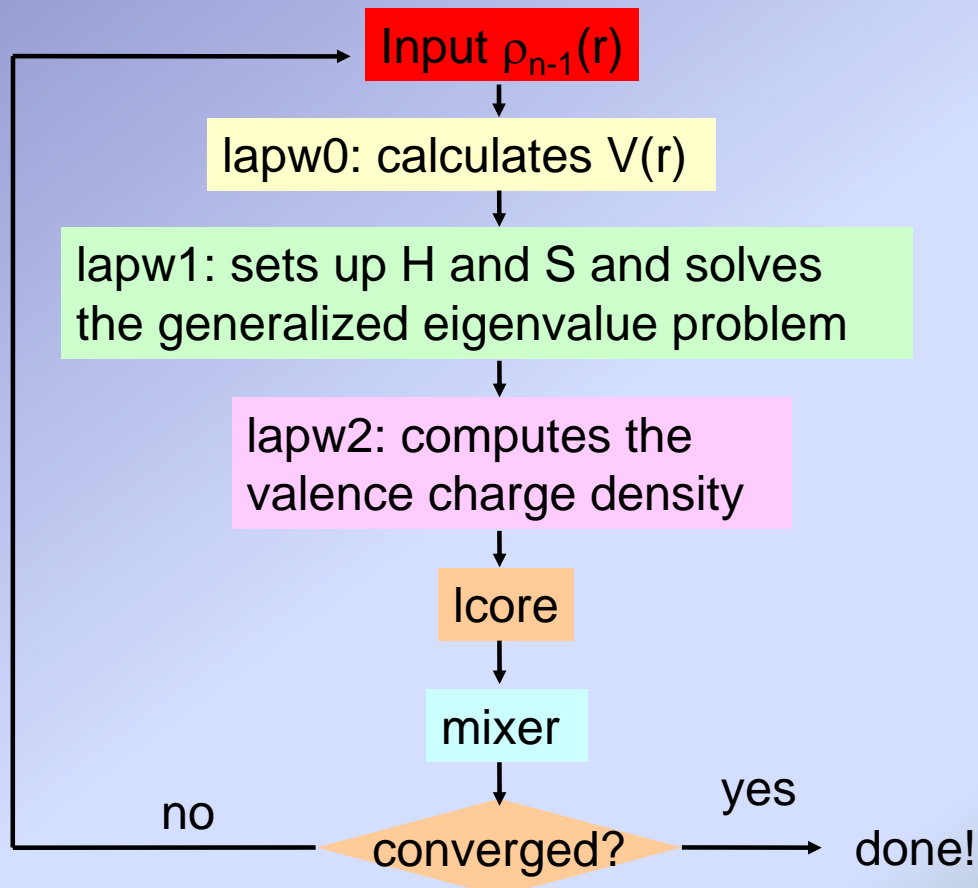 Input ρn-1(r)
lapw0: calculates V(r)
lapw1: sets up H and S and solves
the generalized eigenvalue problem
lapw2: computes the
valence charge density
lcore
mixer
no
yes
converged?
done!